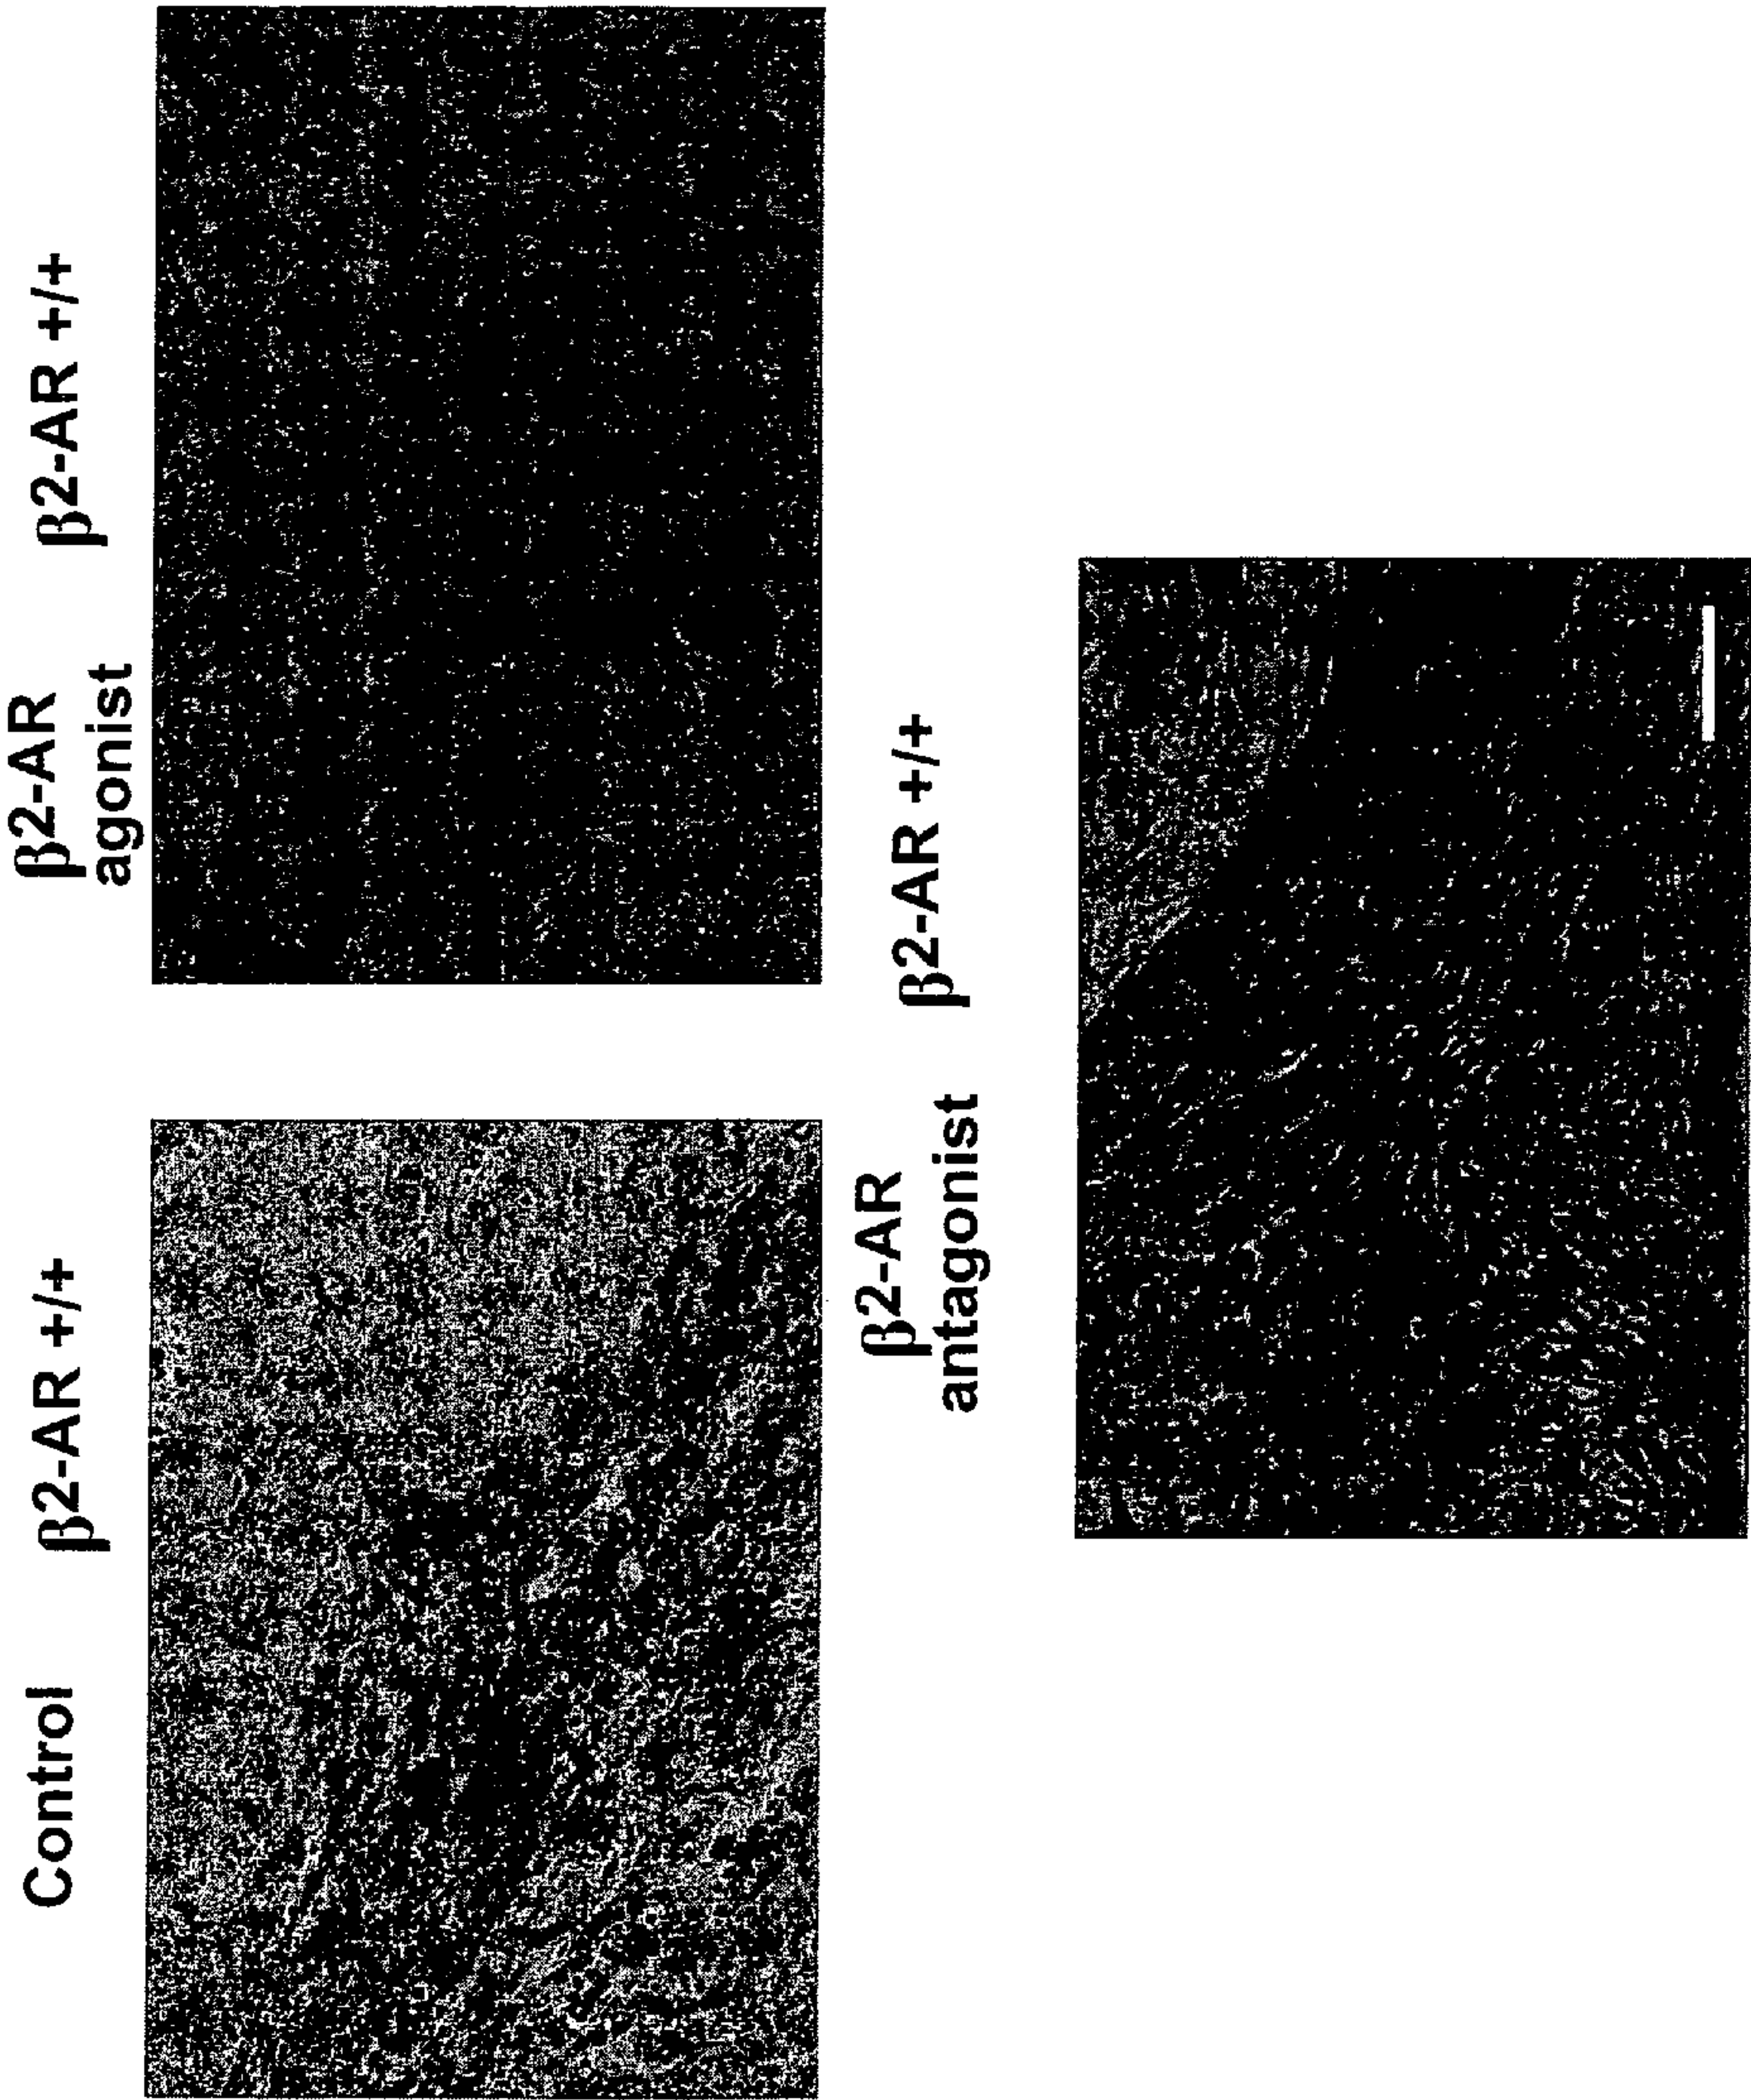 Control β2-AR +/+
β2-AR
agonist
β2-AR +/+
β2-AR
antagonist
β2-AR +/+